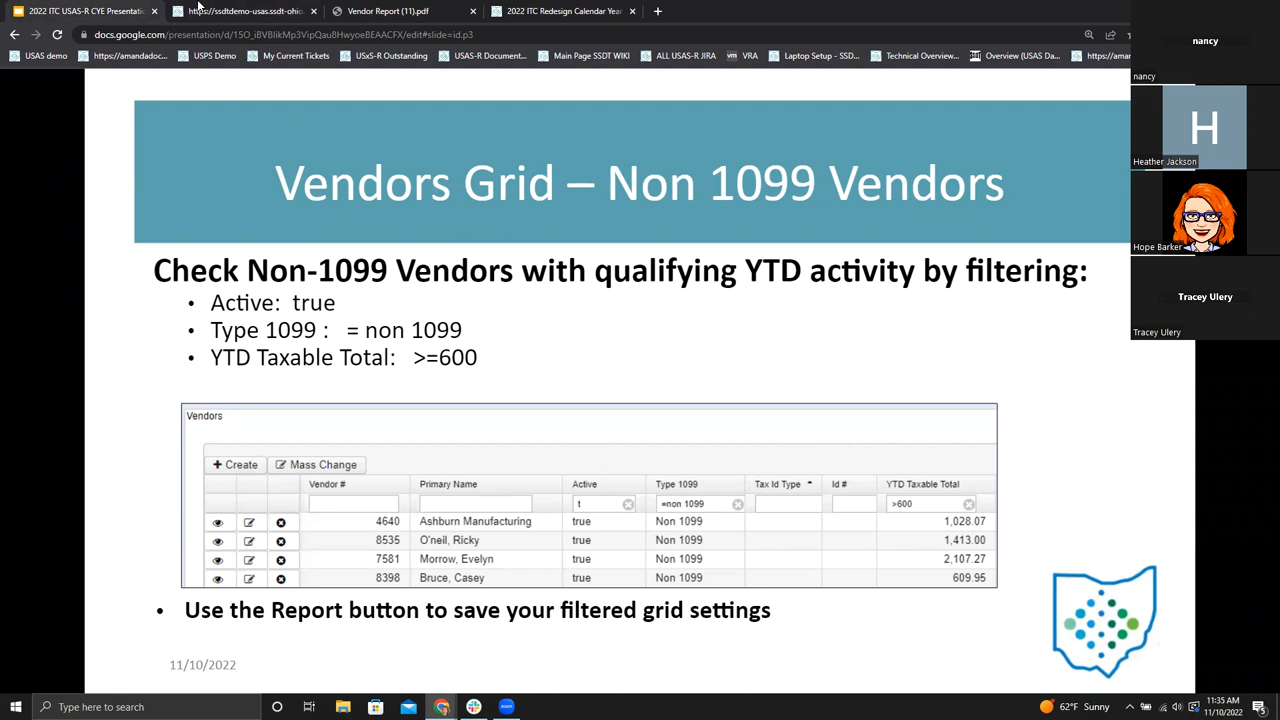 2022 ITC USAS-R CYE Presentatio
https://ssdtdemo-usas.ssdt-ohio
Vendor Report (11).pdf
2022 ITC Redesign Calendar Year
docs.google.com/presentation/d/15O_iBVBlikMp3VipQau8HwyoeBEAACFX/edit#slide=id.p3
USAS demo
https://amandadoc...
USPS Demo
My Current Tickets
USxS-R Outstanding
USAS-R Document...
Main Page SSDT WIKI
ALL USAS-R JIRA
vm VRA
Laptop Setup - SSD...
Technical Overview...
Overview (USAS Da...
https://am
nancy
nancy
H
Heather Jackson
Hope Barker
Tracey Ulery
Tracey Ulery
Vendors Grid – Non 1099 Vendors
Check Non-1099 Vendors with qualifying YTD activity by filtering:
• Active: true
• Type 1099 : = non 1099
• YTD Taxable Total: >=600
Vendors
+ Create Mass Change
Vendor # Primary Name Active Type 1099 Tax Id Type Id # YTD Taxable Total
t =non 1099 >600
4640 Ashburn Manufacturing true Non 1099 1,028.07
8535 O'neil, Ricky true Non 1099 1,413.00
7581 Morrow, Evelyn true Non 1099 2,107.27
8398 Bruce, Casey true Non 1099 609.95
• Use the Report button to save your filtered grid settings
11/10/2022
Type here to search
zoom
62°F Sunny
11:35 AM
11/10/2022